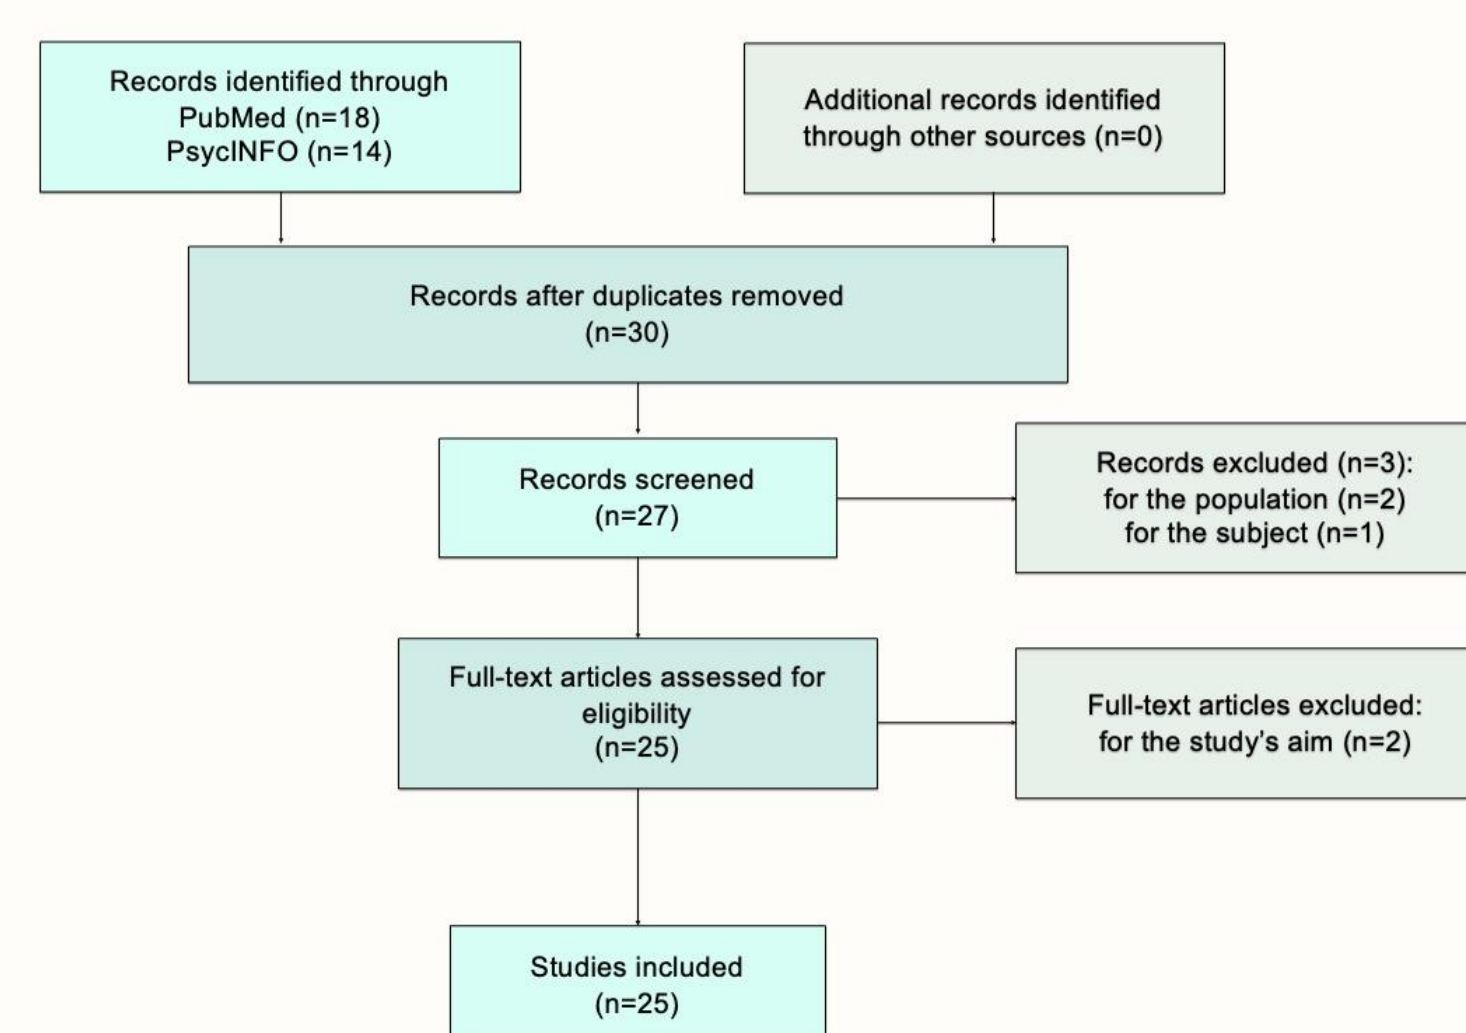 Records identified through
PubMed (n=18)
PsycINFO (n=14)
Additional records identified
through other sources (n=0)
Records after duplicates removed
(n=30)
Records screened
(n=27)
Records excluded (n=3):
for the population (n=2)
for the subject (n=1)
Full-text articles assessed for
eligibility
(n=25)
Full-text articles excluded:
for the study’s aim (n=2)
Studies included
(n=25)